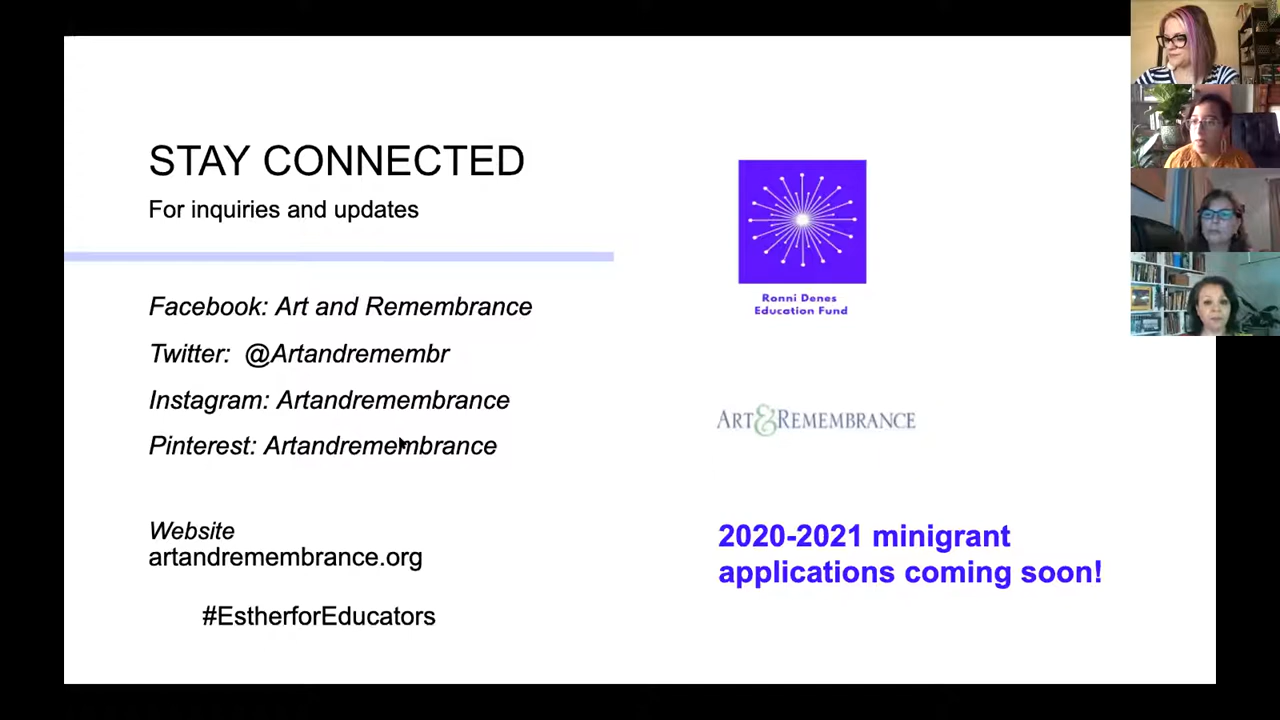 STAY CONNECTED
For inquiries and updates
Facebook: Art and Remembrance
Twitter:  @Artandremembr
Instagram: Artandremembrance
Pinterest: Artandremembrance
Website
artandremembrance.org
#EstherforEducators
Ronni Denes
Education Fund
ART&REMEMBRANCE
2020-2021 minigrant
applications coming soon!